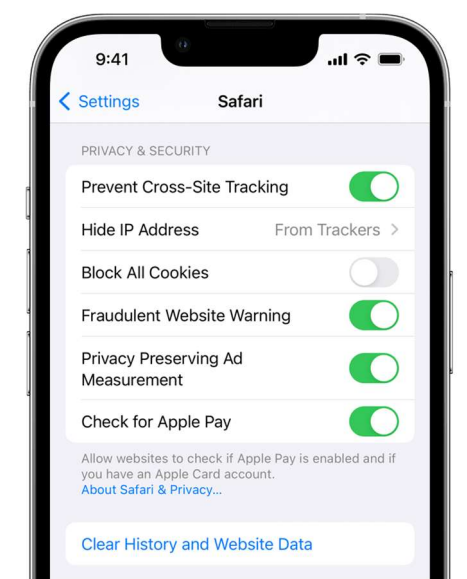 9:41
Settings
Safari
PRIVACY & SECURITY
Prevent Cross-Site Tracking
Hide IP Address From Trackers
Block All Cookies
Fraudulent Website Warning
Privacy Preserving Ad
Measurement
Check for Apple Pay
Allow websites to check if Apple Pay is enabled and if
you have an Apple Card account.
About Safari & Privacy...
Clear History and Website Data